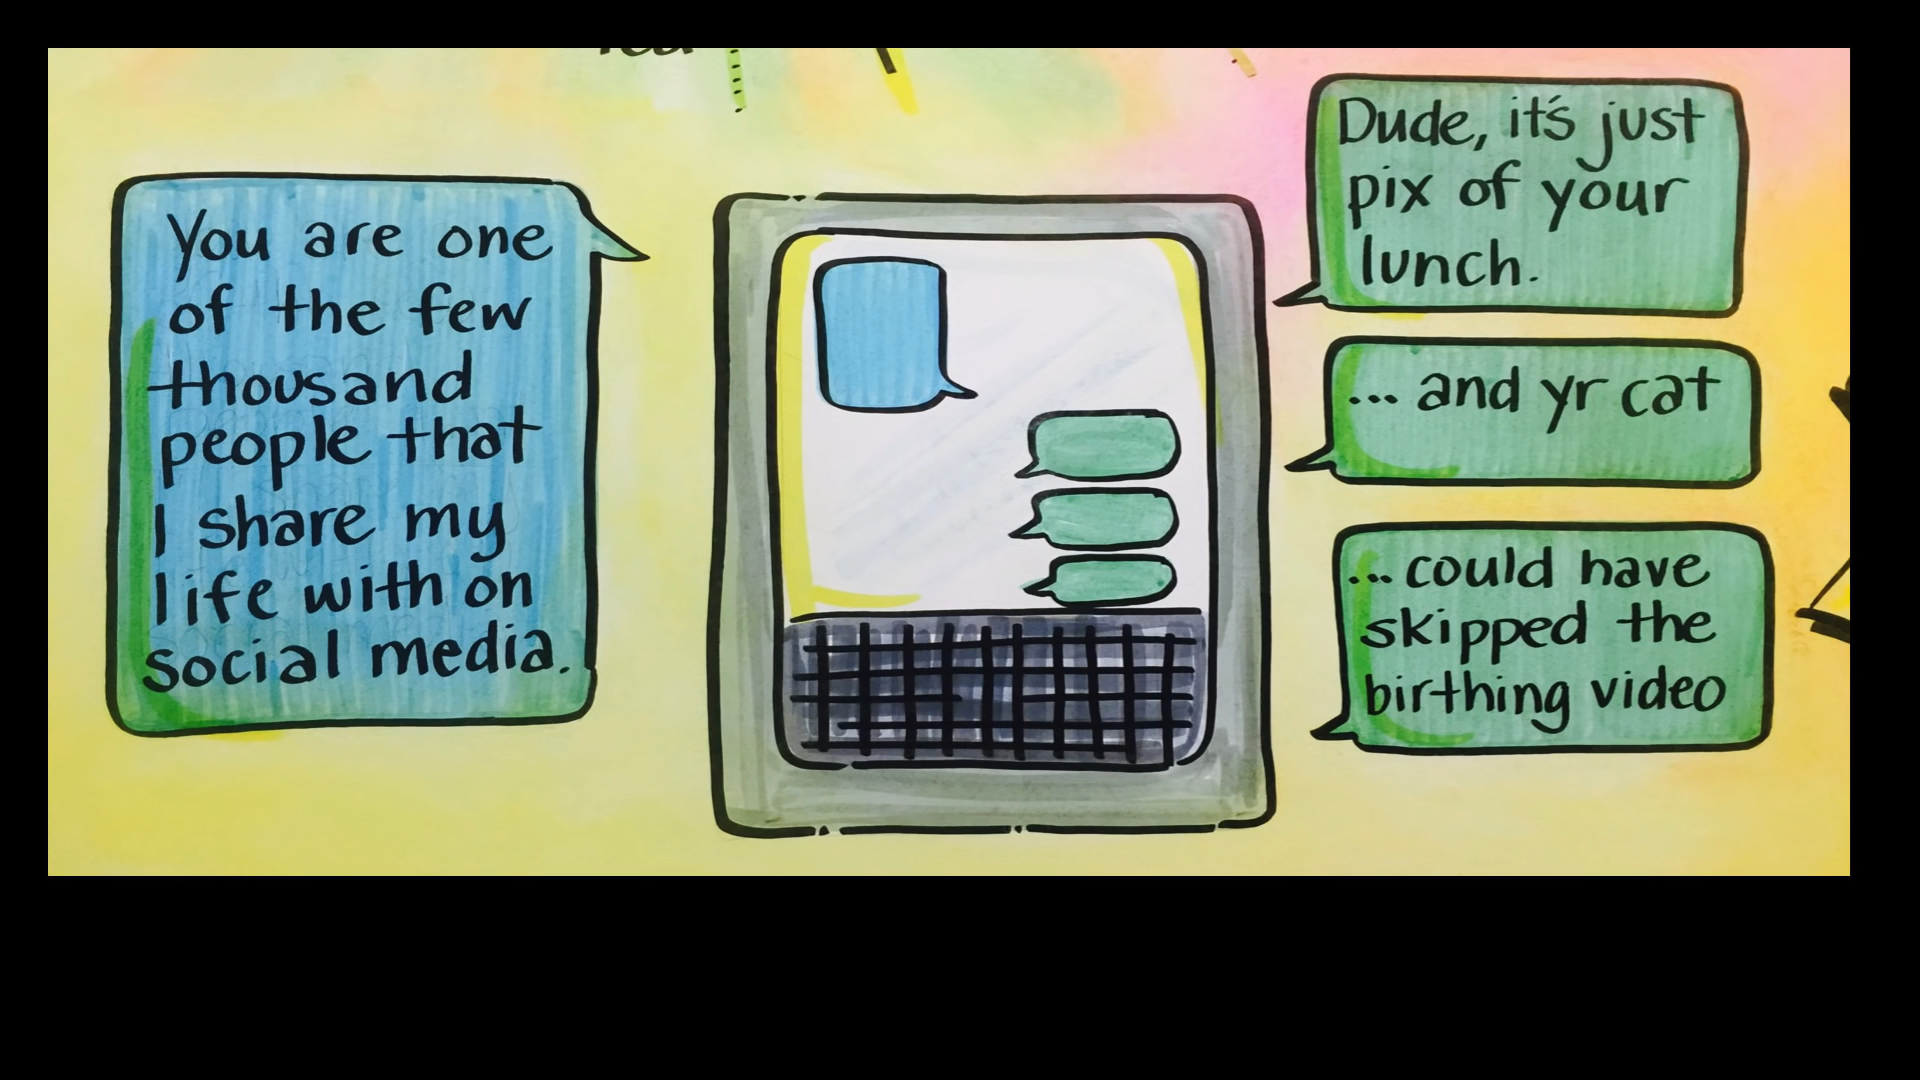 You are one
of the few
thousand
people that
I share my
life with on
social media.
Dude, it's just
pix of your
lunch.
... and yr cat
... could have
skipped the
birthing video